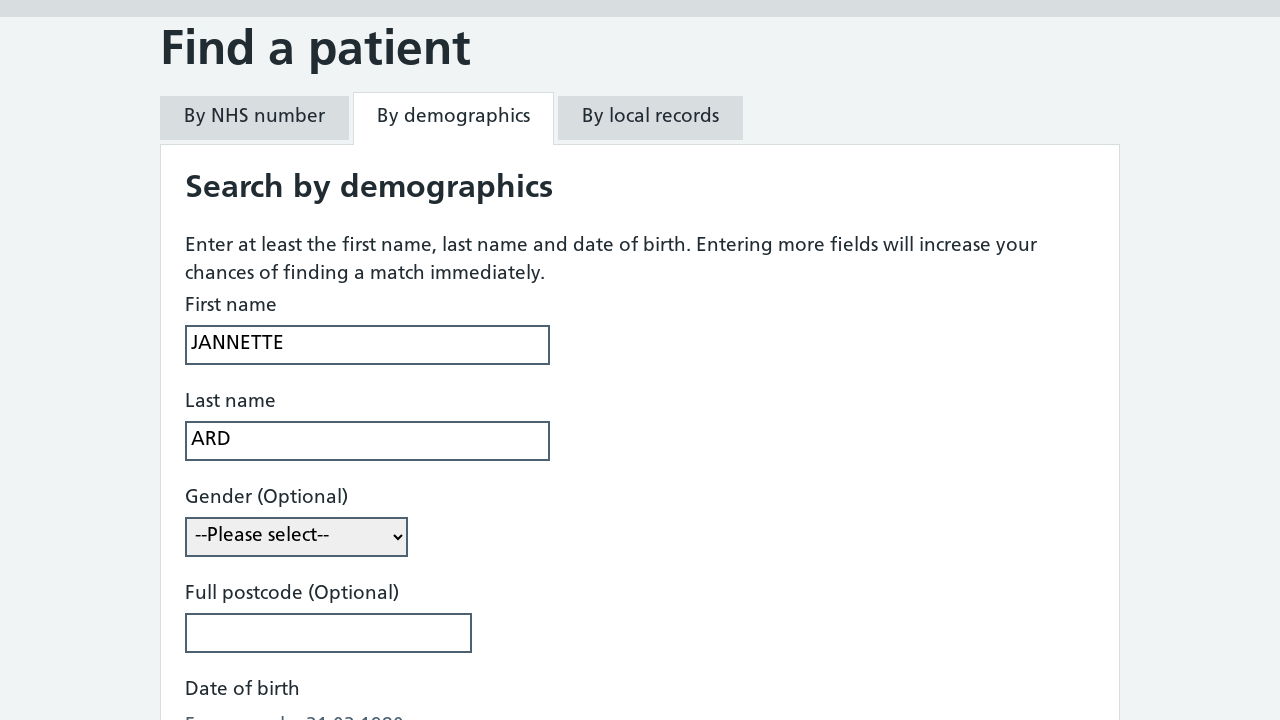 Find a patient
By NHS number
By demographics
By local records
Search by demographics
Enter at least the first name, last name and date of birth. Entering more fields will increase your
chances of finding a match immediately.
First name
JANNETTE
Last name
ARD
Gender (Optional)
--Please select--
Full postcode (Optional)
Date of birth